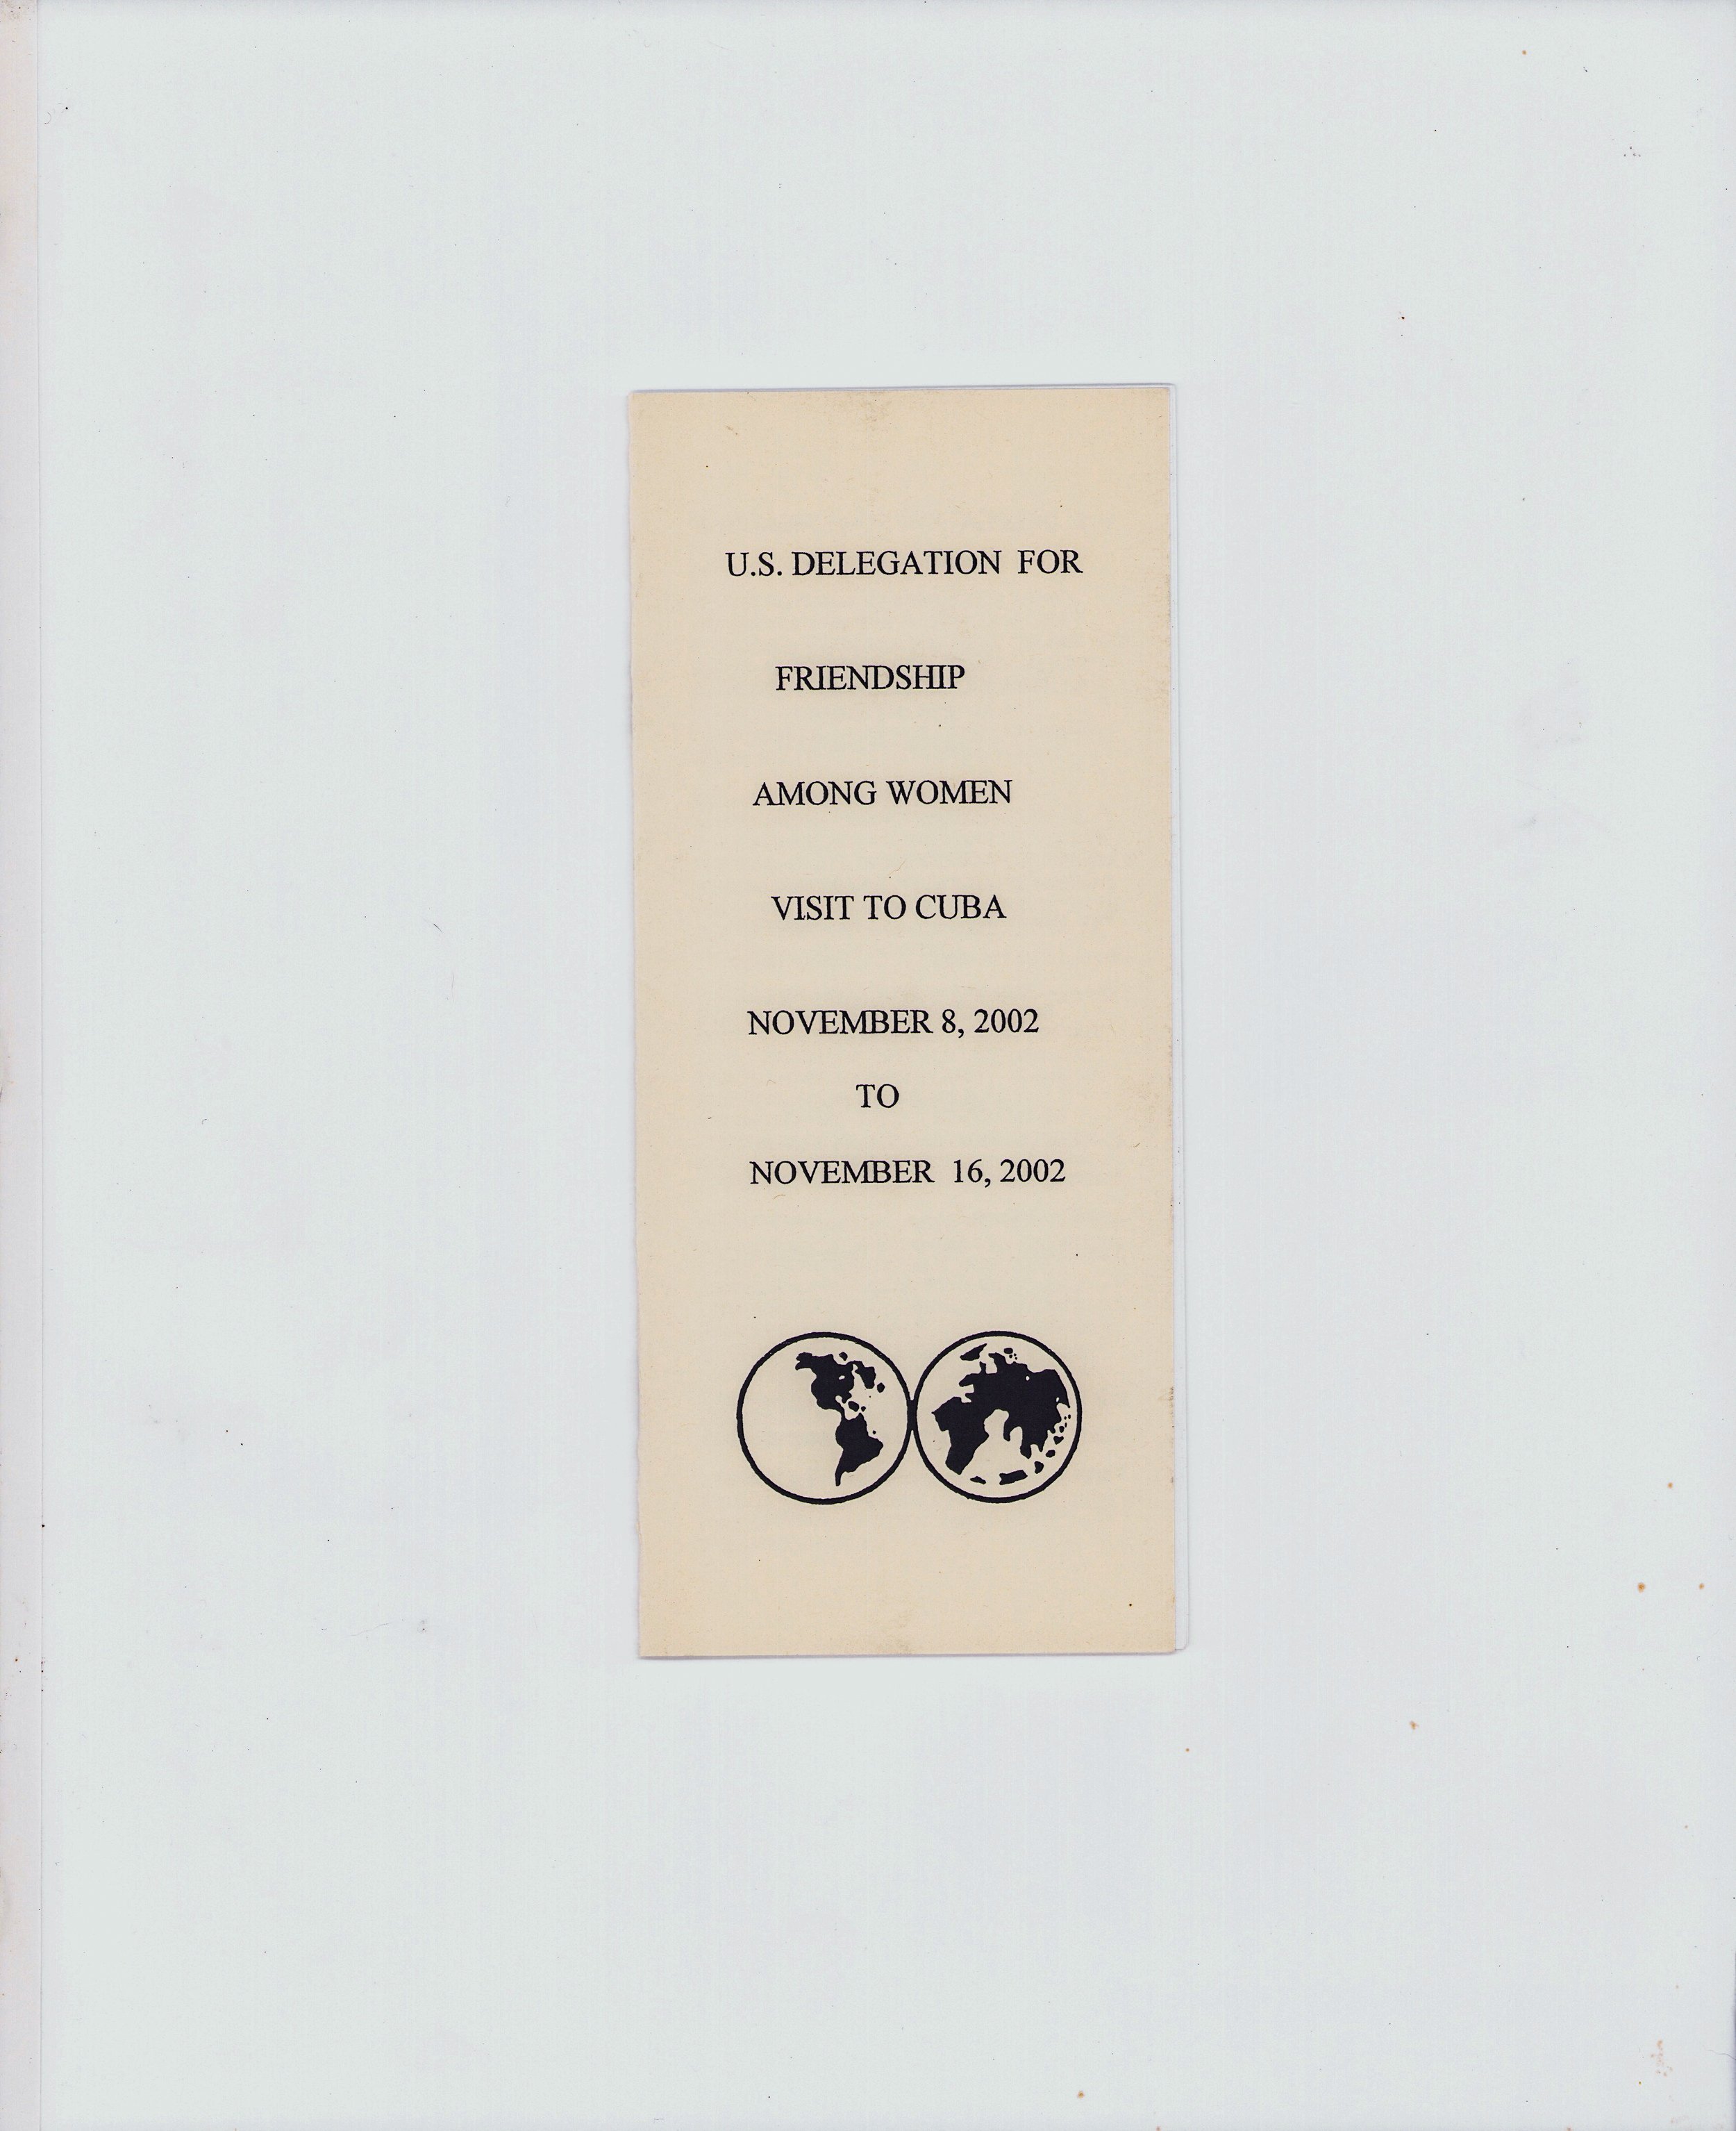 U.S. DELEGATION FOR
FRIENDSHIP
AMONG WOMEN
VISIT TO CUBA
NOVEMBER 8, 2002
TO
NOVEMBER 16, 2002